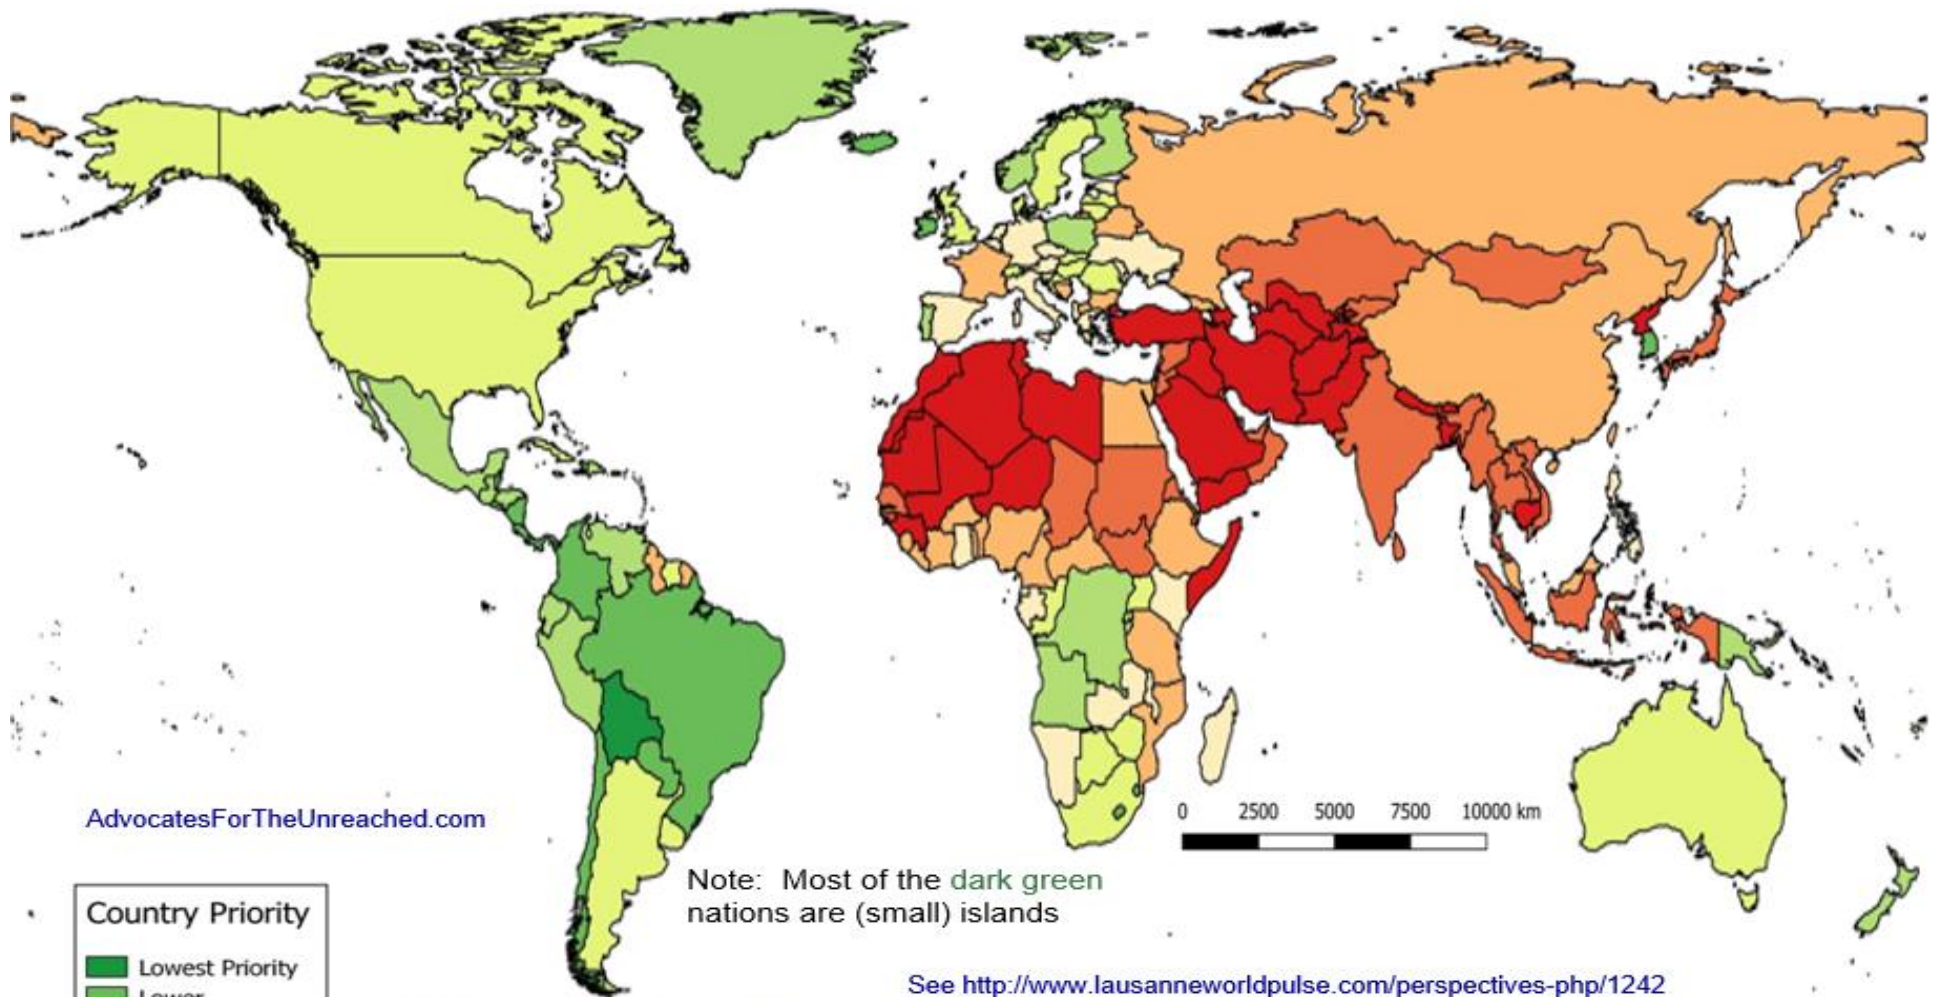 0 2500 5000 7500 10000 km
AdvocatesForTheUnreached.com
Note: Most of the dark green
nations are (small) islands
Country Priority
Lowest Priority
Lower
See http://www.lausanneworldpulse.com/perspectives-php/1242